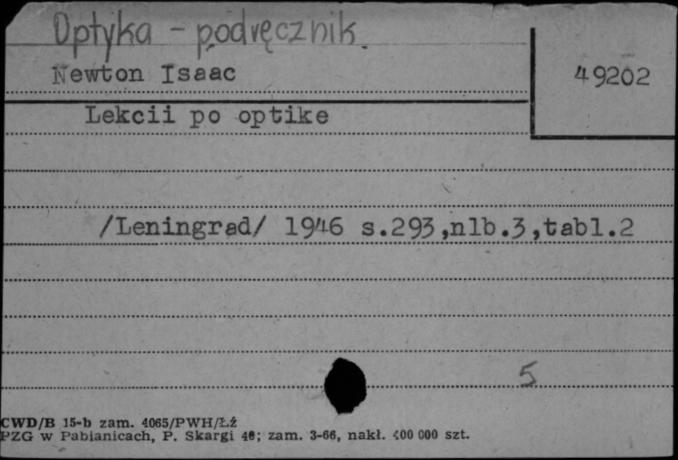 Optyka - podręcznik.
Newton Isaac
49202
Lekcii po optike
/Leningrad/ 1946 s.293,nlb.3,tabl.2
5
CWD/B 15-b zam. 4065/PWH/Łż
PZG w Pabianicach, P. Skargi 40; zam. 3-66, nakł. 400 000 szt.